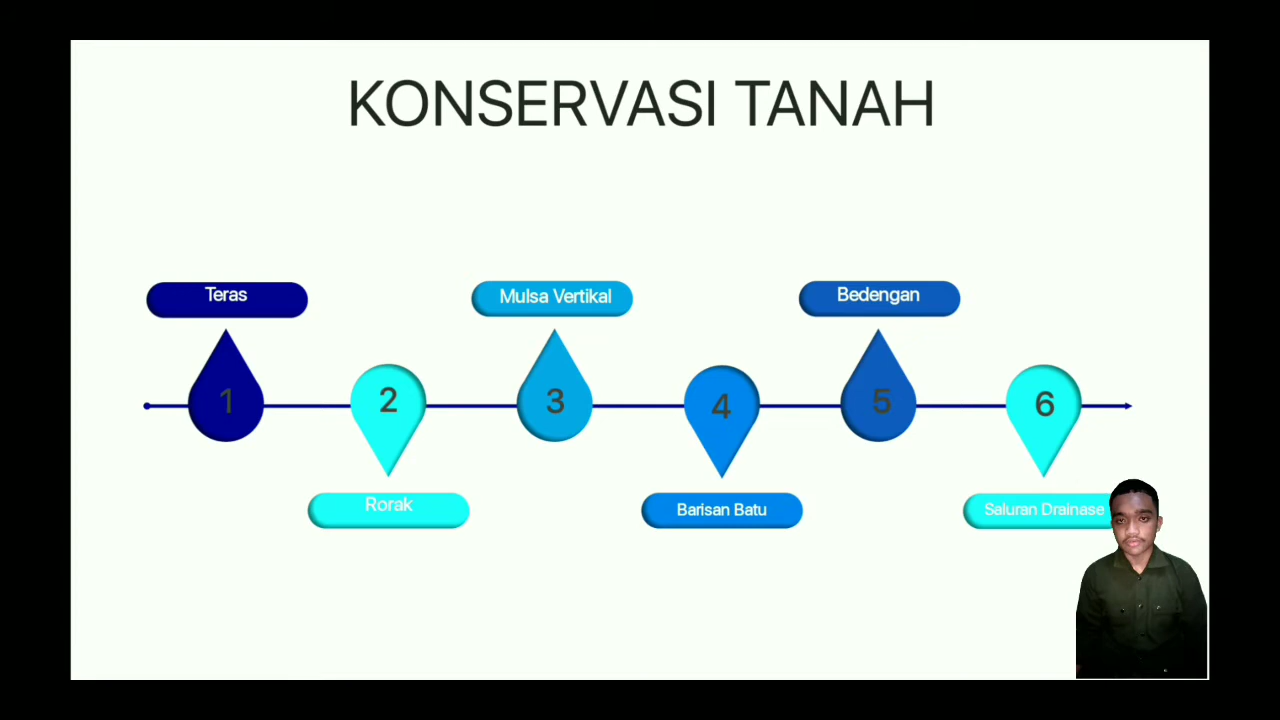 KONSERVASI TANAH
Teras
1
Rorak
2
Mulsa Vertikal
3
Barisan Batu
4
Bedengan
5
Saluran Drainase
6